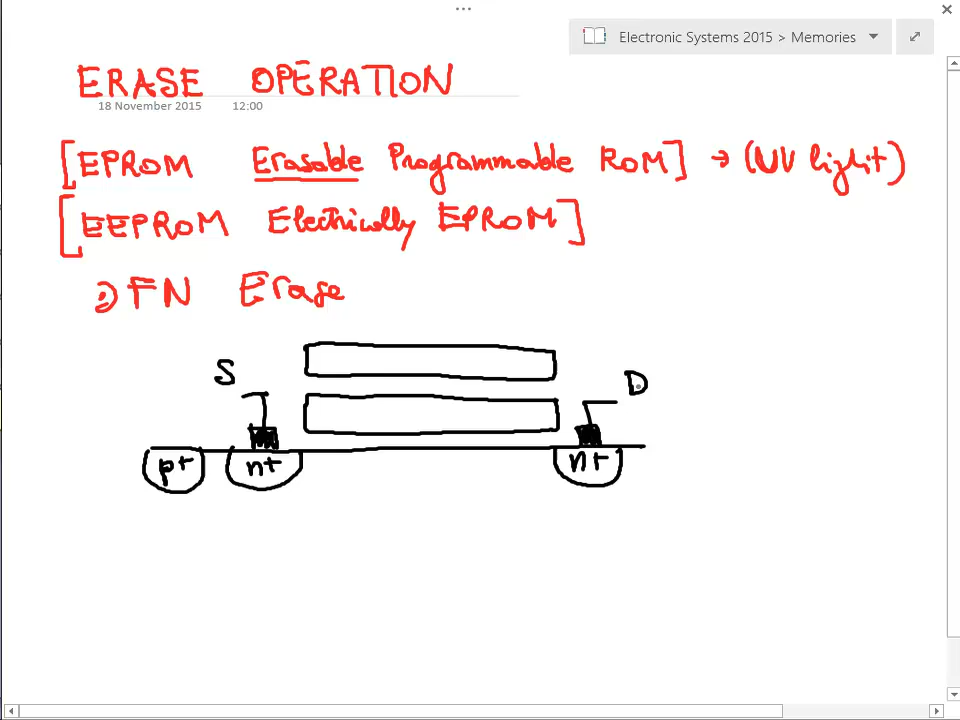 Electronic Systems 2015 > Memories
ERASE OPERATION
18 November 2015 12:00
[EPROM Erasable Programmable ROM] → (UV light)
[EEPROM Electrically EPROM]
FN Erase
S
D
p+ n+ n+